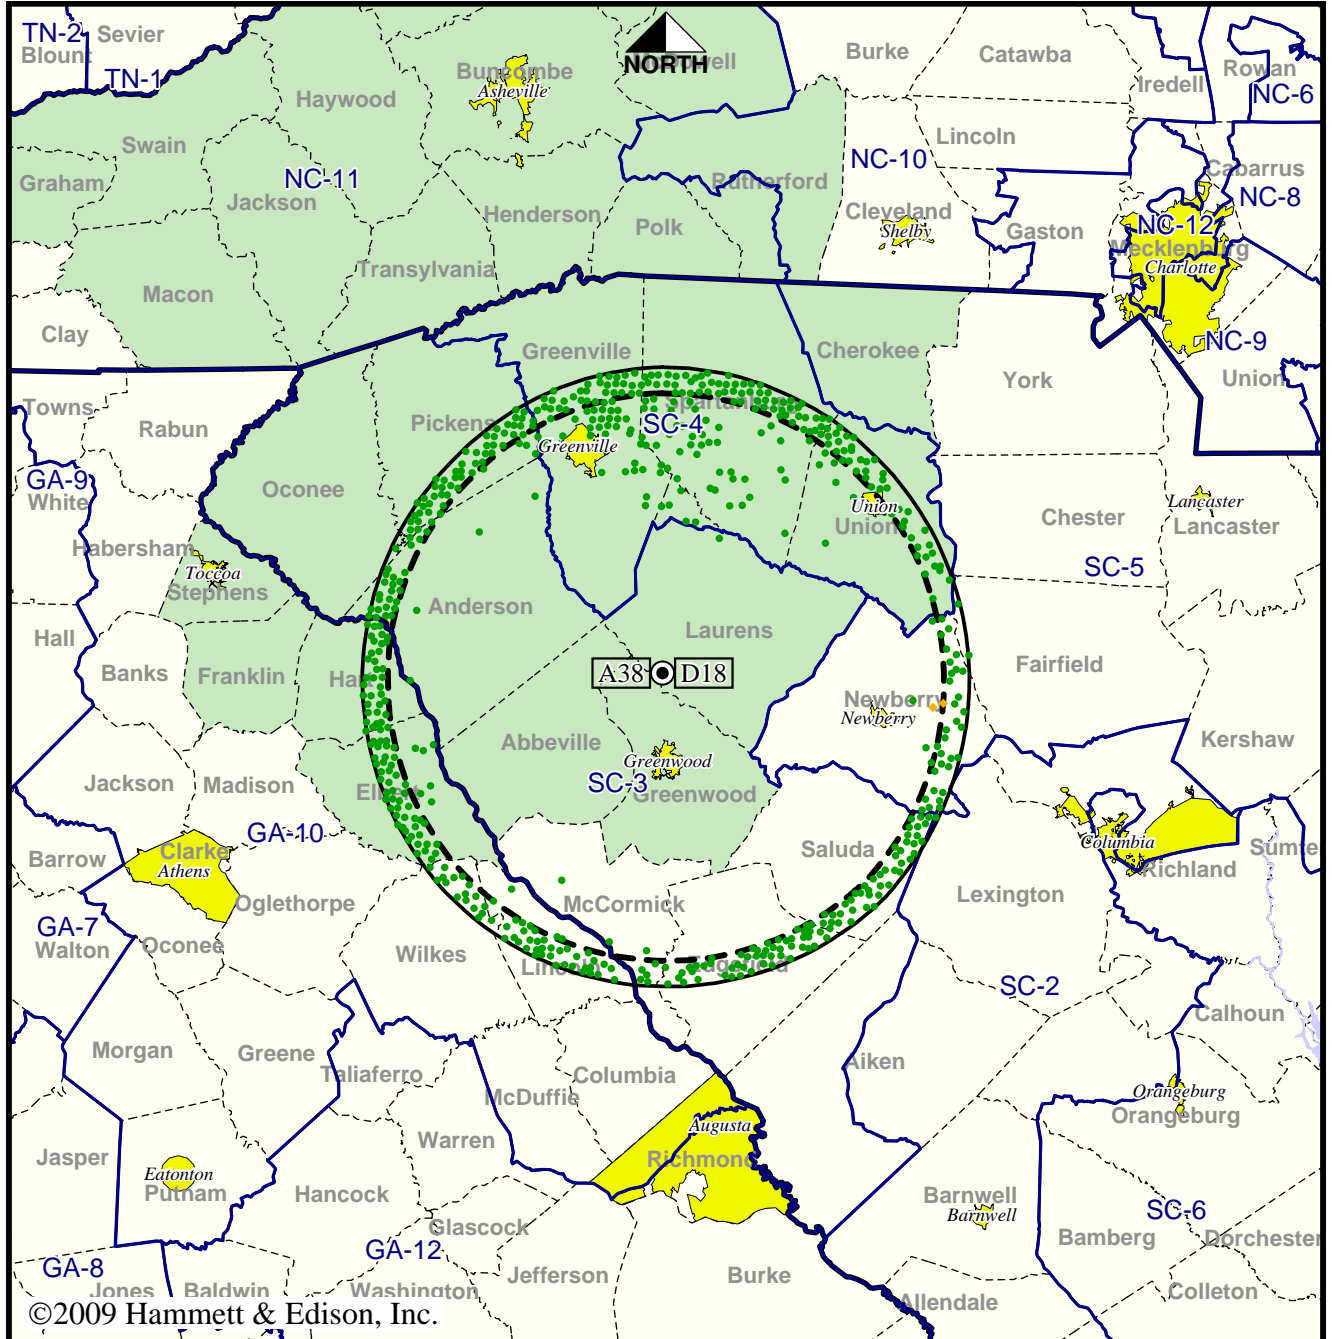 TN-2
Sevier
Blount
TN-1
Haywood
Buncombe
Asheville
NORTH
McDowell
Burke
Catawba
Iredell
Rowan
NC-6
Swain
Graham
Jackson
NC-11
Henderson
Polk
Rutherford
NC-10
Lincoln
Cabarrus
NC-8
Cleveland
Shelby
Gaston
NC-12
Mecklenburg
Charlotte
Transylvania
Macon
Clay
NC-9
Union
Greenville
Cherokee
York
Towns
Rabun
Pickens
Spartanburg
SC-4
Greenville
GA-9
White
Oconee
Union
Union
Chester
Lancaster
Lancaster
Habersham
Toccoa
Stephens
SC-5
Anderson
Laurens
Hall
Banks
Franklin
Hart
A38
D18
Fairfield
Newberry
Newberry
Abbeville
Greenwood
SC-3
Greenwood
Kershaw
Jackson
Madison
Elbert
GA-10
Barrow
Clarke
Athens
Saluda
Columbia
Richland
Sumte
Oglethorpe
McCormick
Lexington
GA-7
Walton
Oconee
Wilkes
Lincoln
Edgefield
SC-2
Calhoun
Morgan
Greene
Taliaferro
Columbia
McDuffie
Aiken
Orangeburg
Orangeburg
Warren
Augusta
Richmond
Jasper
Eatonton
Putnam
Hancock
Glascock
Barnwell
Barnwell
SC-6
Bamberg
Dorchester
GA-12
GA-8
Jones
Baldwin
Washington
Jefferson
Burke
Allendale
Colleton
©2009 Hammett & Edison, Inc.